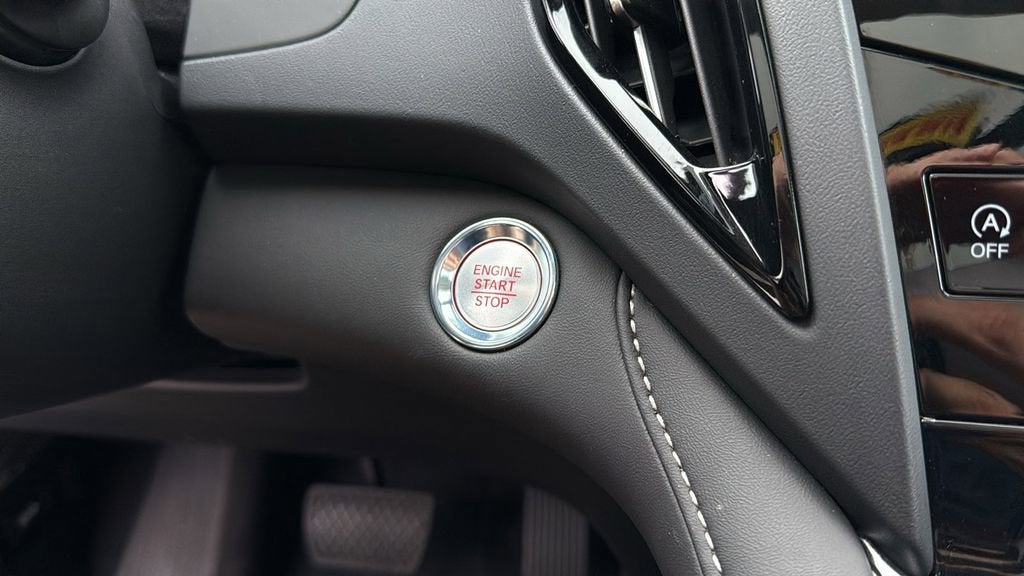 ENGINE
START
STOP
A
OFF